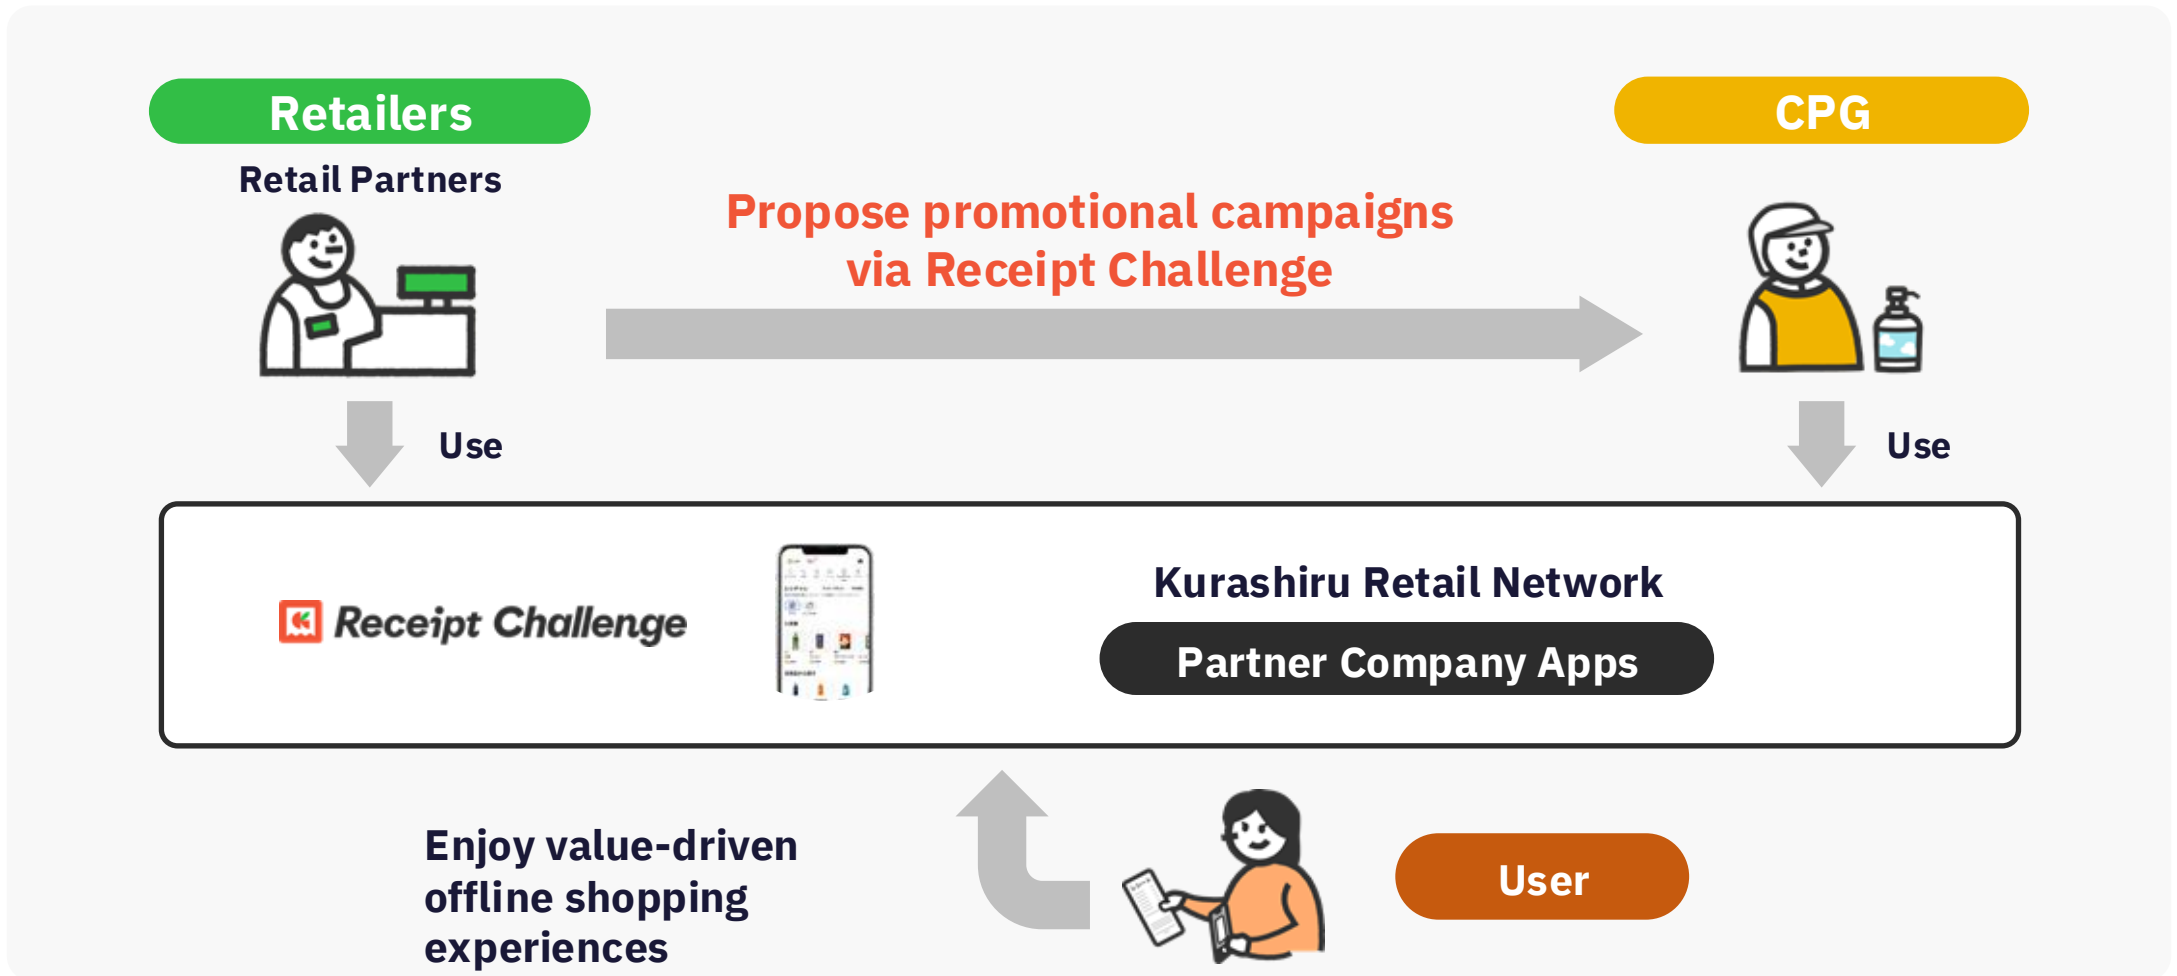 Retailers
Retail Partners
CPG
Propose promotional campaigns
via Receipt Challenge
Use
Use
Receipt Challenge
Kurashiru Retail Network
Partner Company Apps
Enjoy value-driven
offline shopping
experiences
User